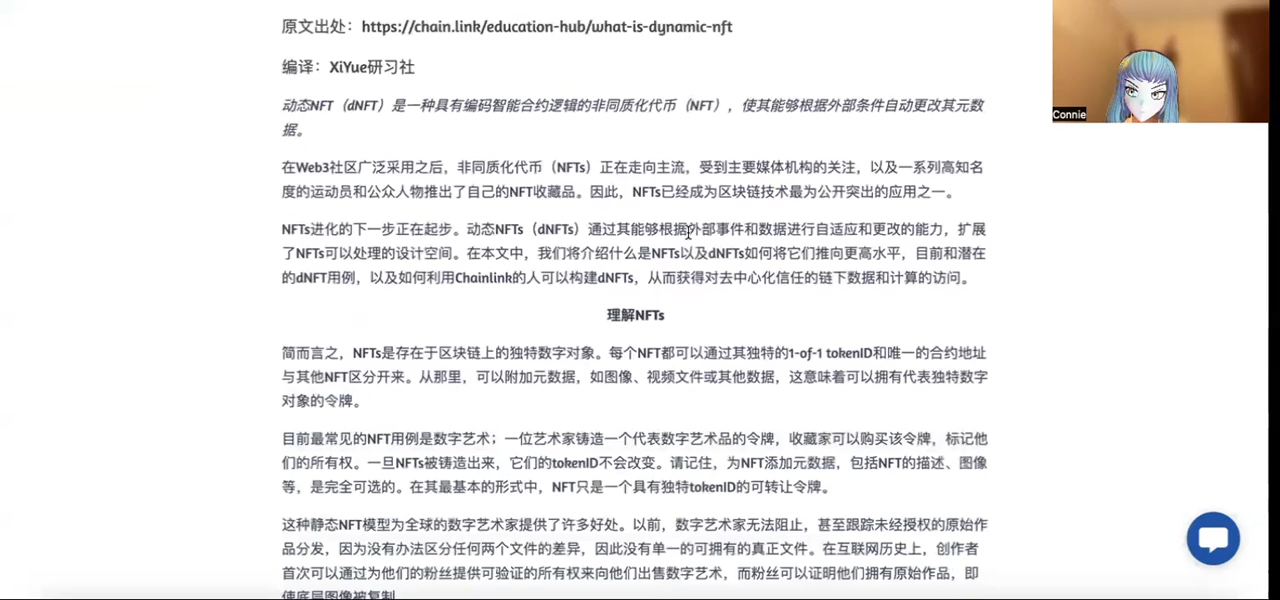 原文出处：https://chain.link/education-hub/what-is-dynamic-nft
编译：XiYue研习社
动态NFT（dNFT）是一种具有编码智能合约逻辑的非同质化代币（NFT），使其能够根据外部条件自动更改其元数
据。
在Web3社区广泛采用之后，非同质化代币（NFTs）正在走向主流，受到主要媒体机构的关注，以及一系列高知名
度的运动员和公众人物推出了自己的NFT收藏品。因此，NFTs已经成为区块链技术最为公开突出的应用之一。
NFTs进化的下一步正在起步。动态NFTs（dNFTs）通过其能够根据外部事件和数据进行自适应和更改的能力，扩展
了NFTs可以处理的设计空间。在本文中，我们将介绍什么是NFTs以及dNFTs如何将它们推向更高水平，目前和潜在
的dNFT用例，以及如何利用Chainlink的人可以构建dNFTs，从而获得对去中心化信任的链下数据和计算的访问。
理解NFTs
简而言之，NFTs是存在于区块链上的独特数字对象。每个NFT都可以通过其独特的1-of-1 tokenID和唯一的合约地址
与其他NFT区分开来。从那里，可以附加元数据，如图像、视频文件或其他数据，这意味着可以拥有代表独特数字
对象的令牌。
目前最常见的NFT用例是数字艺术；一位艺术家铸造一个代表数字艺术品的令牌，收藏家可以购买该令牌，标记他
们的所有权。一旦NFTs被铸造出来，它们的tokenID不会改变。请记住，为NFT添加元数据，包括NFT的描述、图像
等，是完全可选的。在其最基本的形式中，NFT只是一个具有独特tokenID的可转让令牌。
这种静态NFT模型为全球的数字艺术家提供了许多好处。以前，数字艺术家无法阻止，甚至跟踪未经授权的原始作
品分发，因为没有办法区分任何两个文件的差异，因此没有单一的可拥有的真正文件。在互联网历史上，创作者
首次可以通过为他们的粉丝提供可验证的所有权来向他们出售数字艺术，而粉丝可以证明他们拥有原始作品，即
使底层图像被复制
Connie